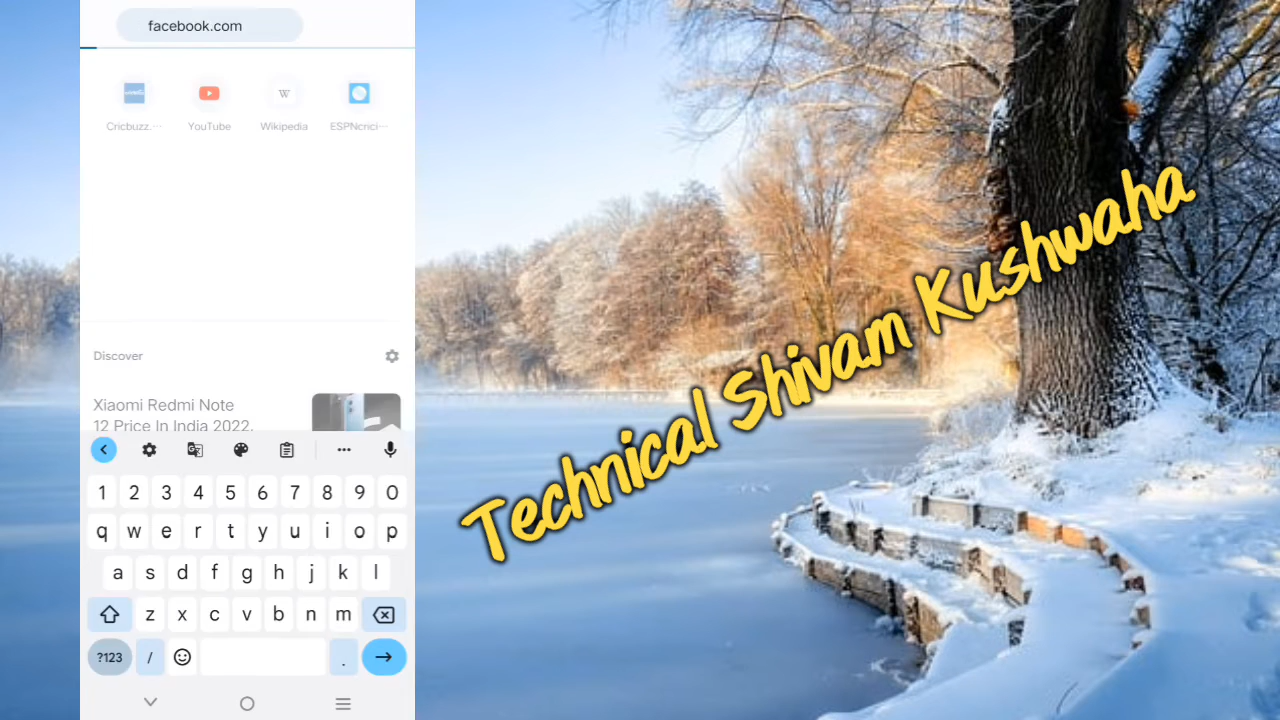 facebook.com
Cricbuzz.…
YouTube
W
Wikipedia
ESPNcrici…
Discover
Xiaomi Redmi Note
12 Price In India 2022,
1 2 3 4 5 6 7 8 9 0
q w e r t y u i o p
a s d f g h j k l
z x c v b n m
?123 / .
Technical Shivam Kushwaha